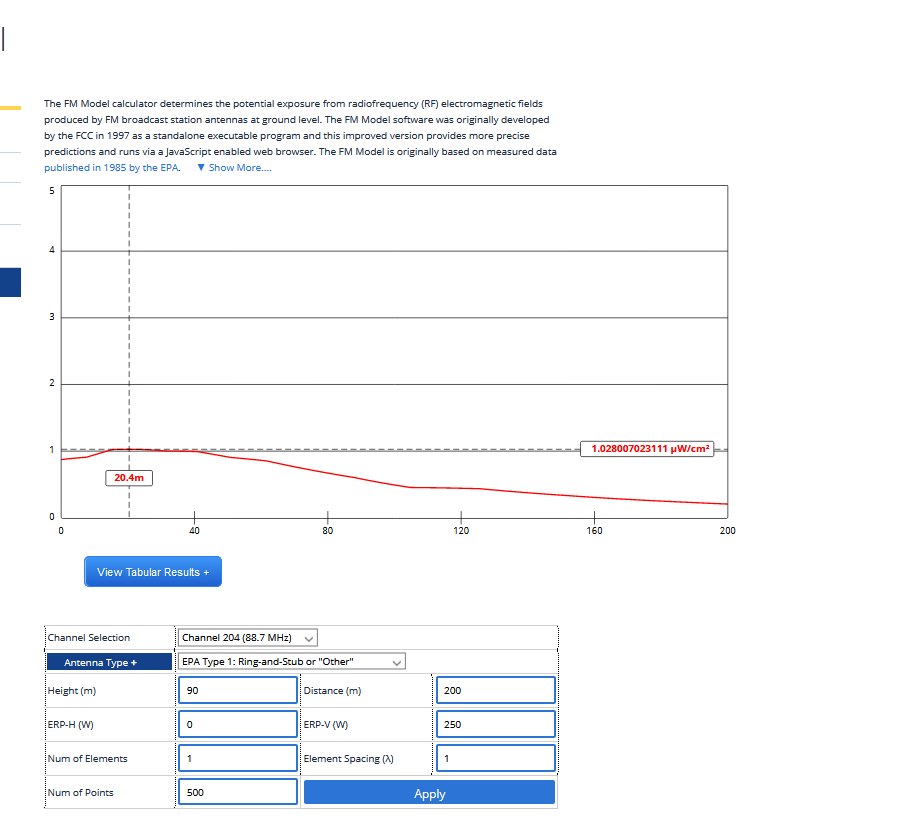 The FM Model calculator determines the potential exposure from radiofrequency (RF) electromagnetic fields
produced by FM broadcast station antennas at ground level. The FM Model software was originally developed
by the FCC in 1997 as a standalone executable program and this improved version provides more precise
predictions and runs via a JavaScript enabled web browser. The FM Model is originally based on measured data
published in 1985 by the EPA. ▼ Show More....
5
4
3
2
1
1.028007023111 µW/cm²
20.4m
0
0 40 80 120 160 200
View Tabular Results +
Channel Selection Channel 204 (88.7 MHz)
Antenna Type + EPA Type 1: Ring-and-Stub or "Other"
Height (m) 90 Distance (m) 200
ERP-H (W) 0 ERP-V (W) 250
Num of Elements 1 Element Spacing (λ) 1
Num of Points 500 Apply